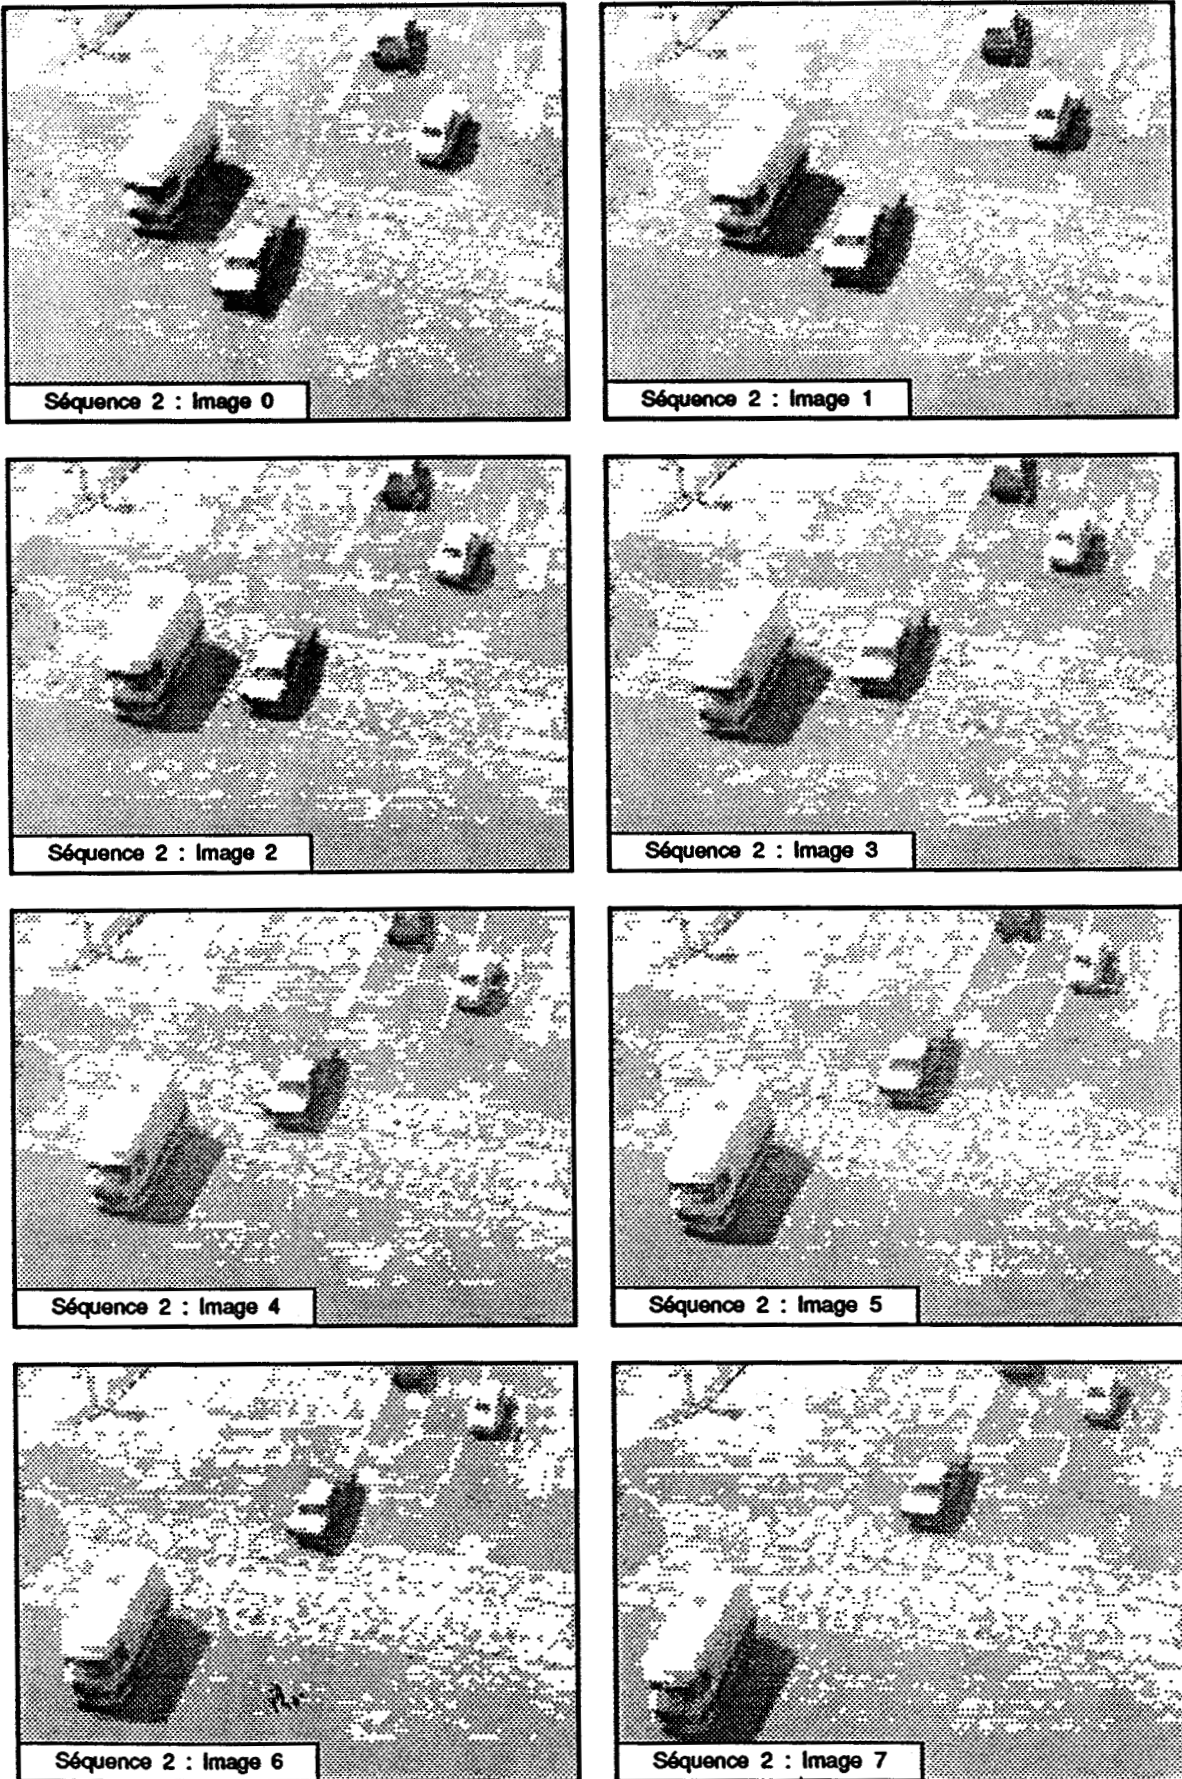 Séquence 2 : Image 0
Séquence 2 : Image 1
Séquence 2 : Image 2
Séquence 2 : Image 3
Séquence 2 : Image 4
Séquence 2 : Image 5
Séquence 2 : Image 6
Séquence 2 : Image 7